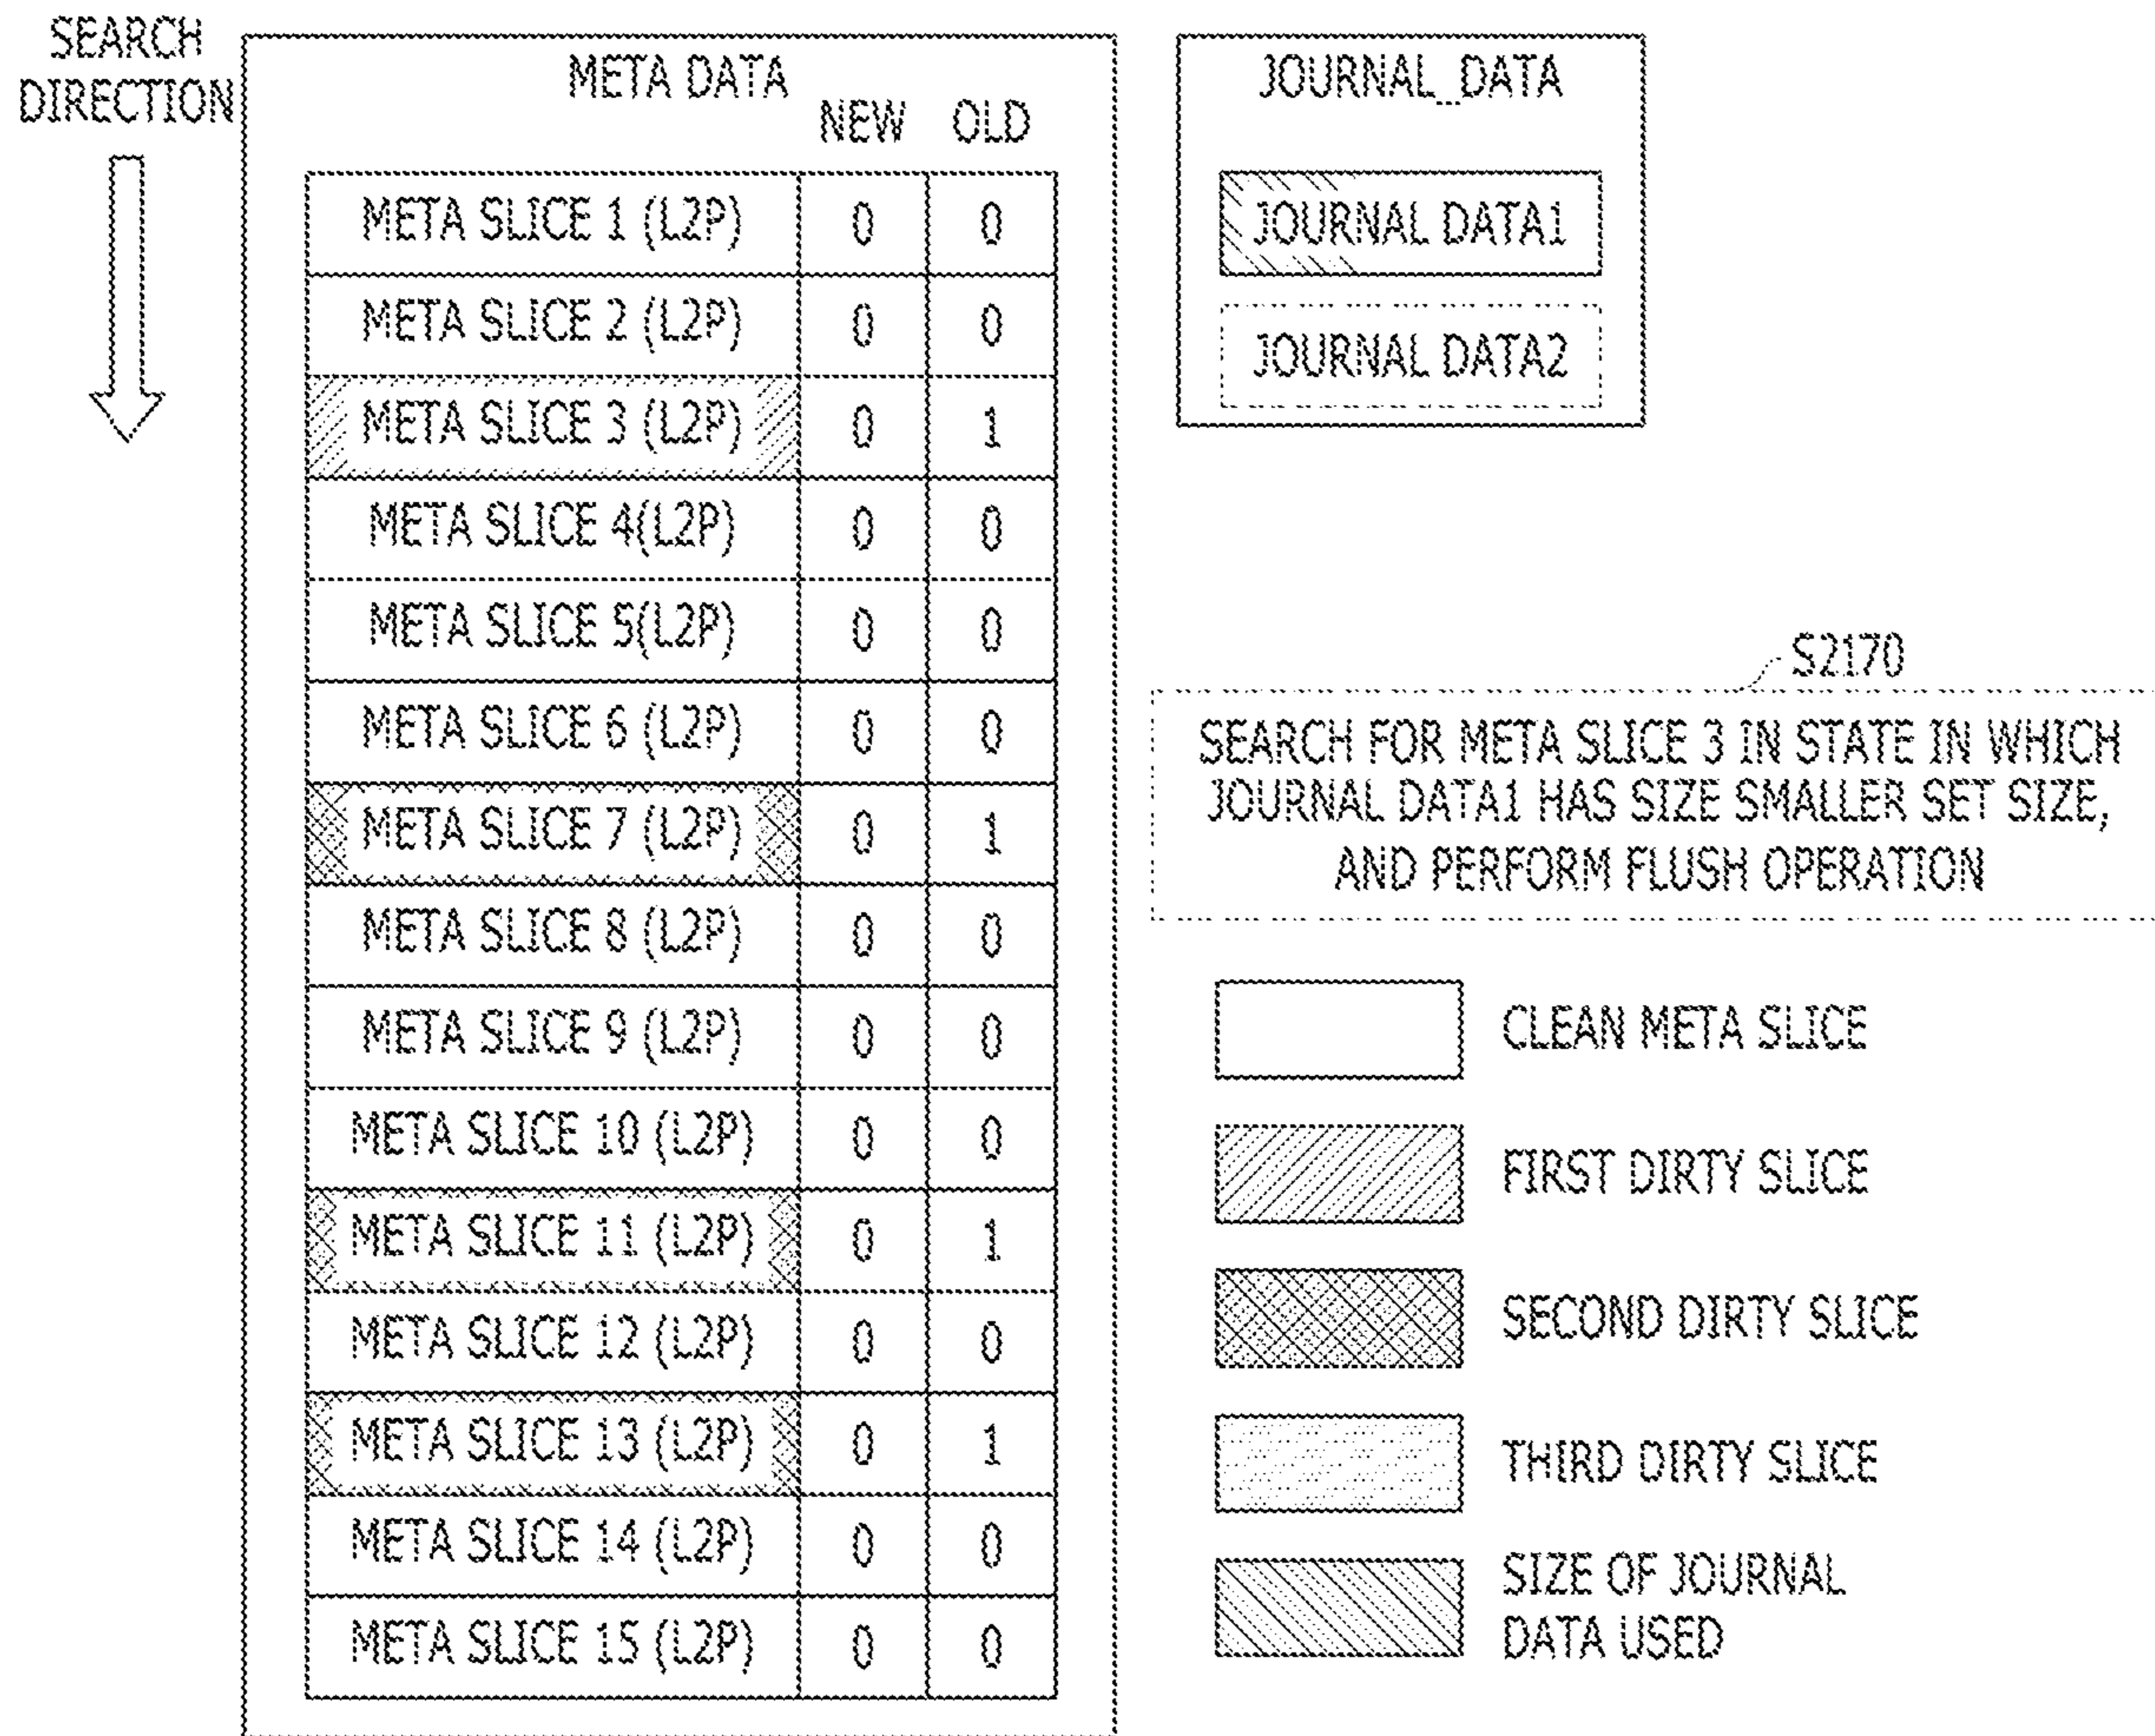 SEARCH
DIRECTION
META DATA
NEW OLD
META SLICE 1 (L2P) 0 0
META SLICE 2 (L2P) 0 0
META SLICE 3 (L2P) 0 1
META SLICE 4(L2P) 0 0
META SLICE 5(L2P) 0 0
META SLICE 6 (L2P) 0 0
META SLICE 7 (L2P) 0 1
META SLICE 8 (L2P) 0 0
META SLICE 9 (L2P) 0 0
META SLICE 10 (L2P) 0 0
META SLICE 11 (L2P) 0 1
META SLICE 12 (L2P) 0 0
META SLICE 13 (L2P) 0 1
META SLICE 14 (L2P) 0 0
META SLICE 15 (L2P) 0 0
JOURNAL_DATA
JOURNAL DATA1
JOURNAL DATA2
S2170
SEARCH FOR META SLICE 3 IN STATE IN WHICH
JOURNAL DATA1 HAS SIZE SMALLER SET SIZE,
AND PERFORM FLUSH OPERATION
CLEAN META SLICE
FIRST DIRTY SLICE
SECOND DIRTY SLICE
THIRD DIRTY SLICE
SIZE OF JOURNAL
DATA USED